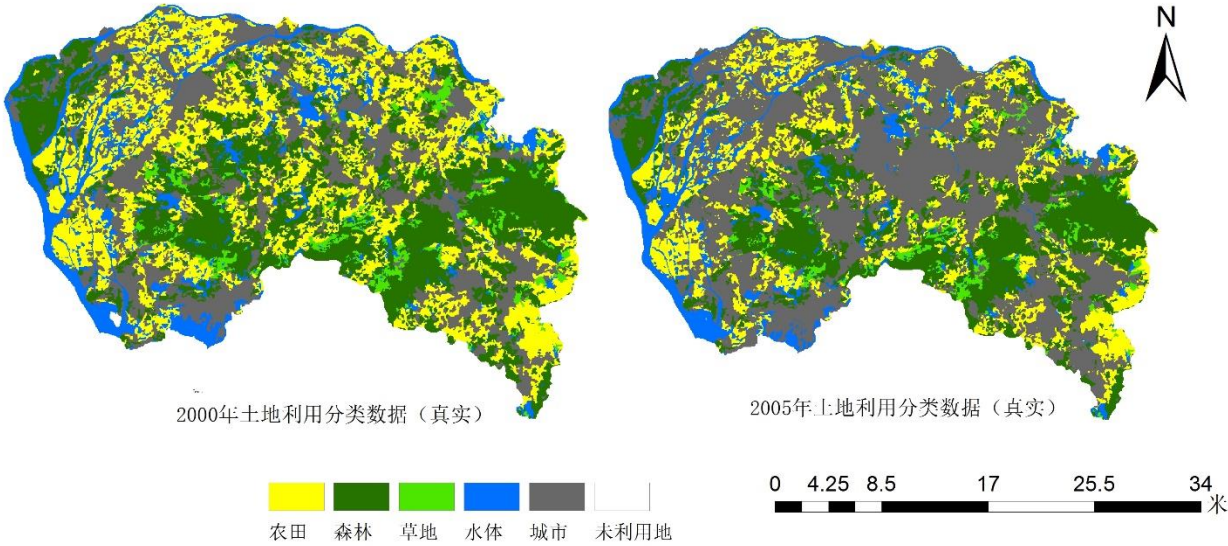 N
2000年土地利用分类数据（真实）
2005年土地利用分类数据（真实）
农田 森林 草地 水体 城市 未利用地
0 4.25 8.5 17 25.5 34
米